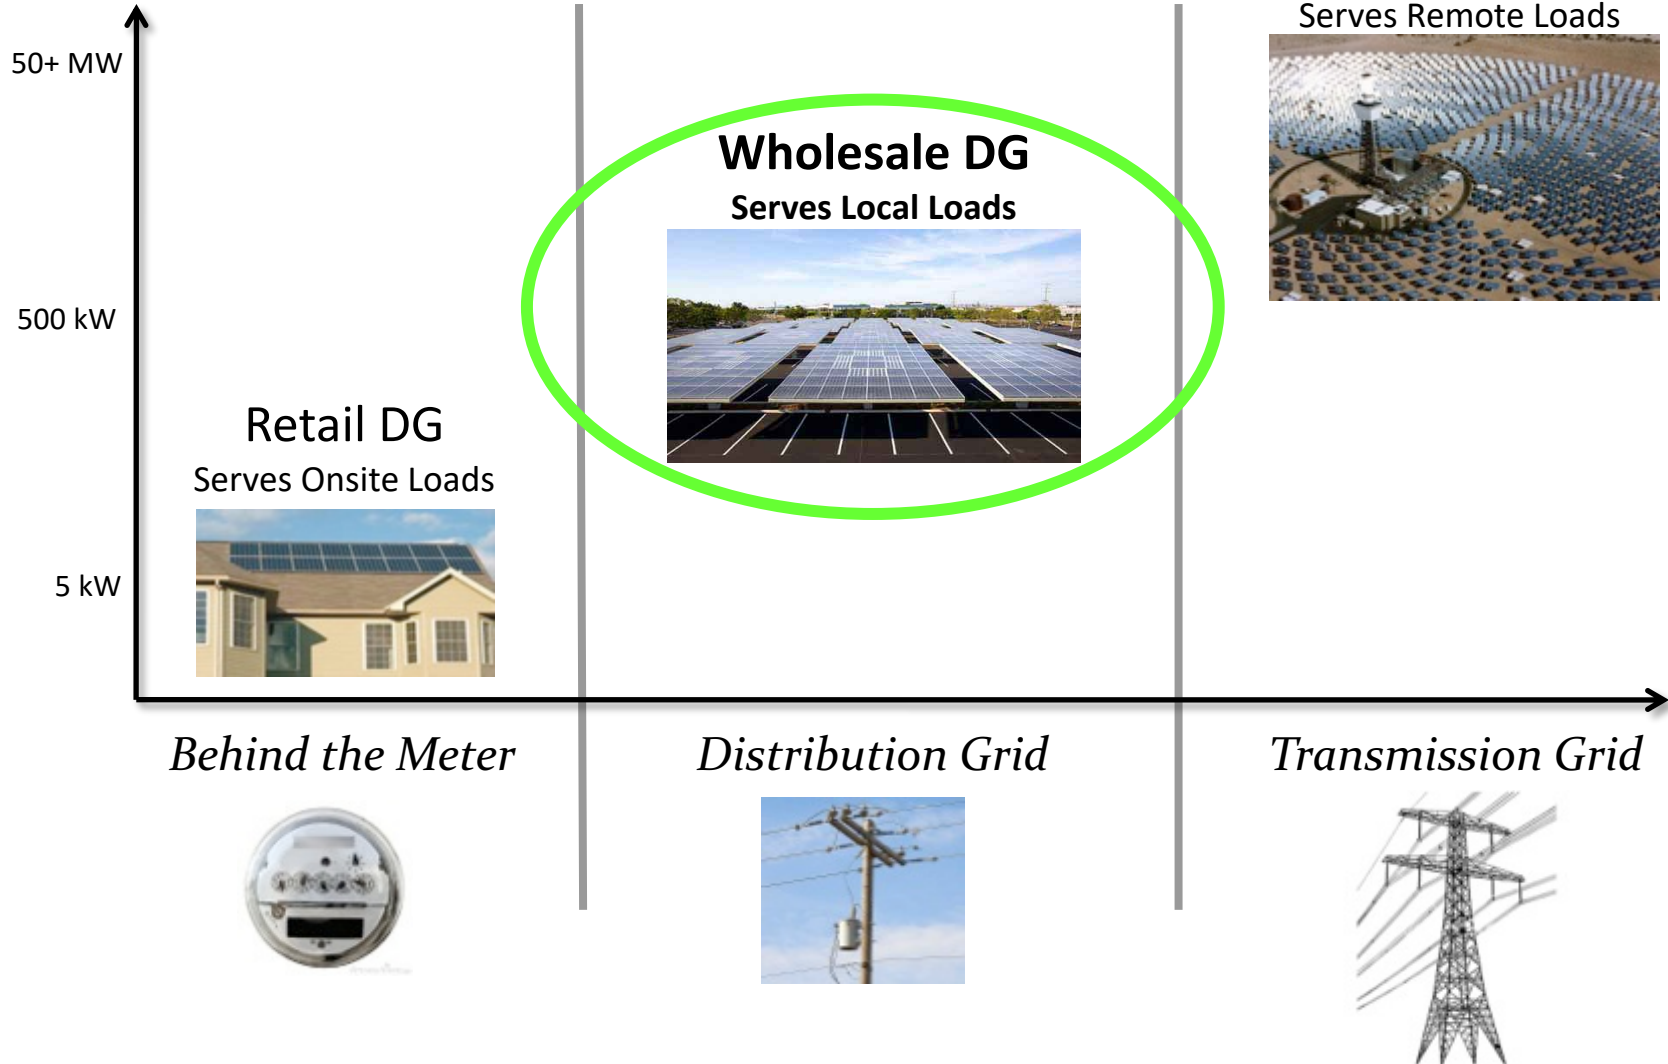 Serves Remote Loads
50+ MW
Wholesale DG
Serves Local Loads
500 kW
Retail DG
Serves Onsite Loads
5 kW
Behind the Meter
Distribution Grid
Transmission Grid